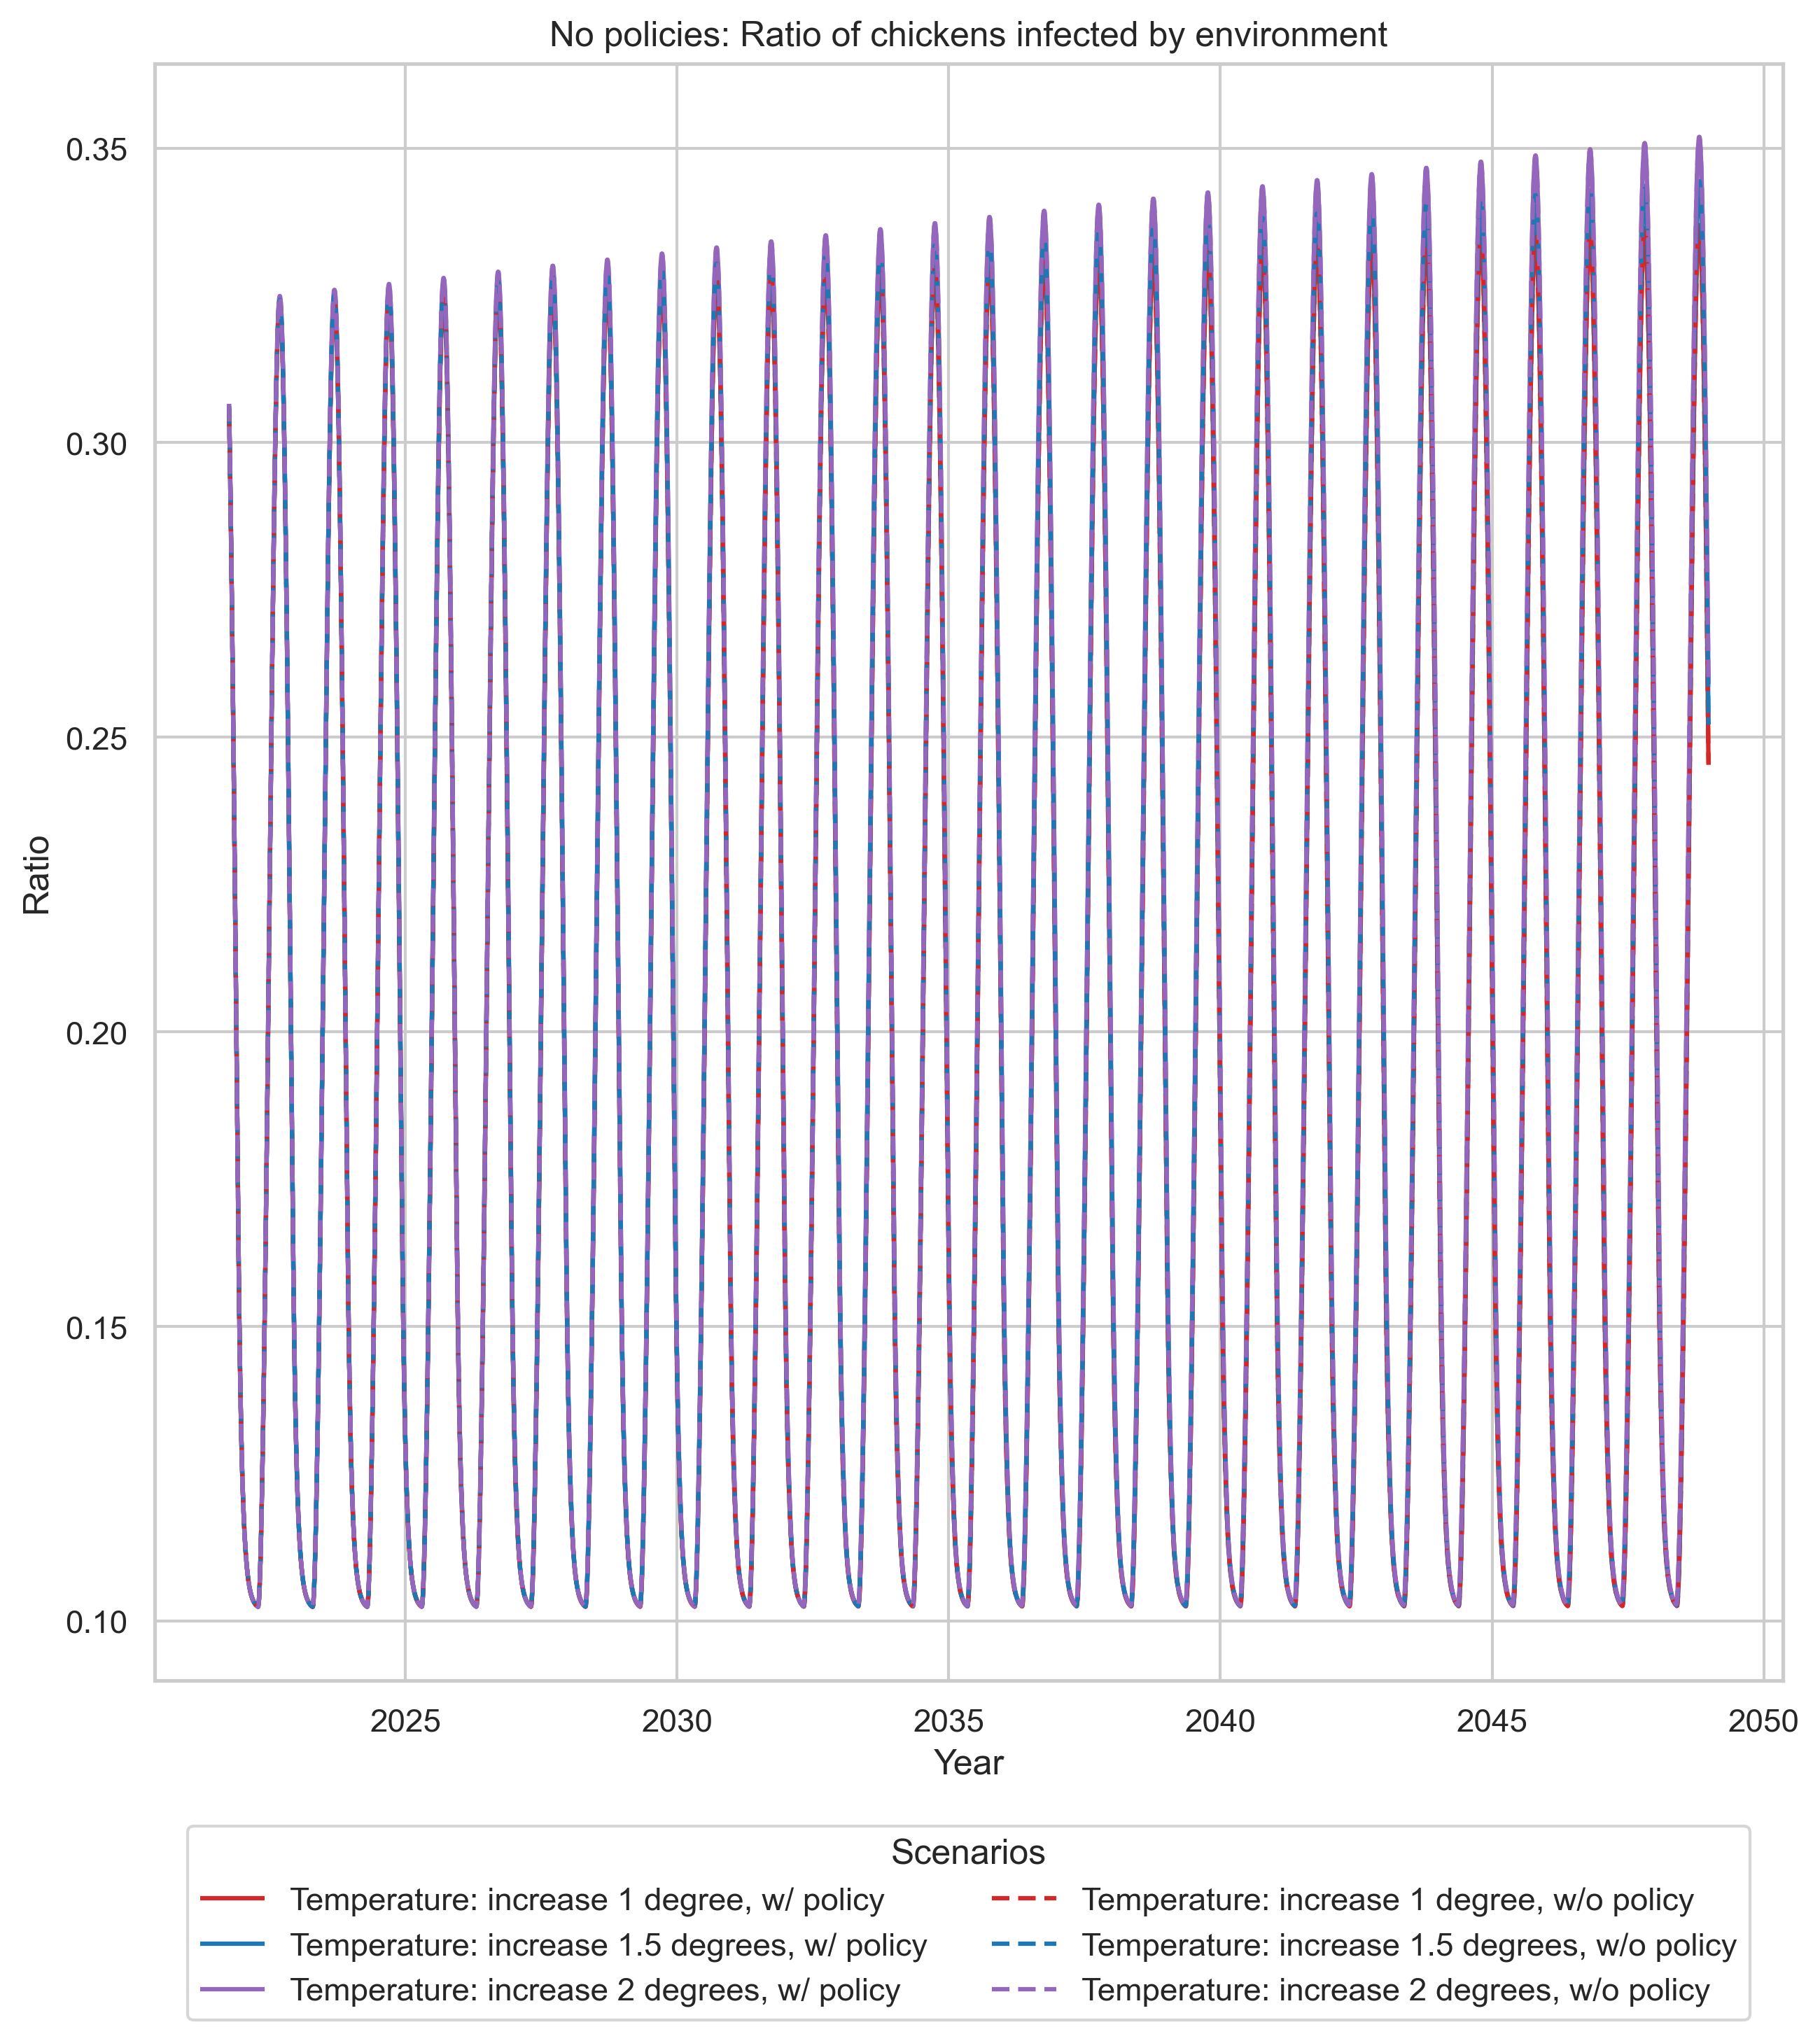 No policies: Ratio of chickens infected by environment
0.35
0.30
0.25
0.20
0.15
0.10
Ratio
2025 2030 2035 2040 2045 2050
Year
Scenarios
Temperature: increase 1 degree, w/ policy
Temperature: increase 1.5 degrees, w/ policy
Temperature: increase 2 degrees, w/ policy
Temperature: increase 1 degree, w/o policy
Temperature: increase 1.5 degrees, w/o policy
Temperature: increase 2 degrees, w/o policy